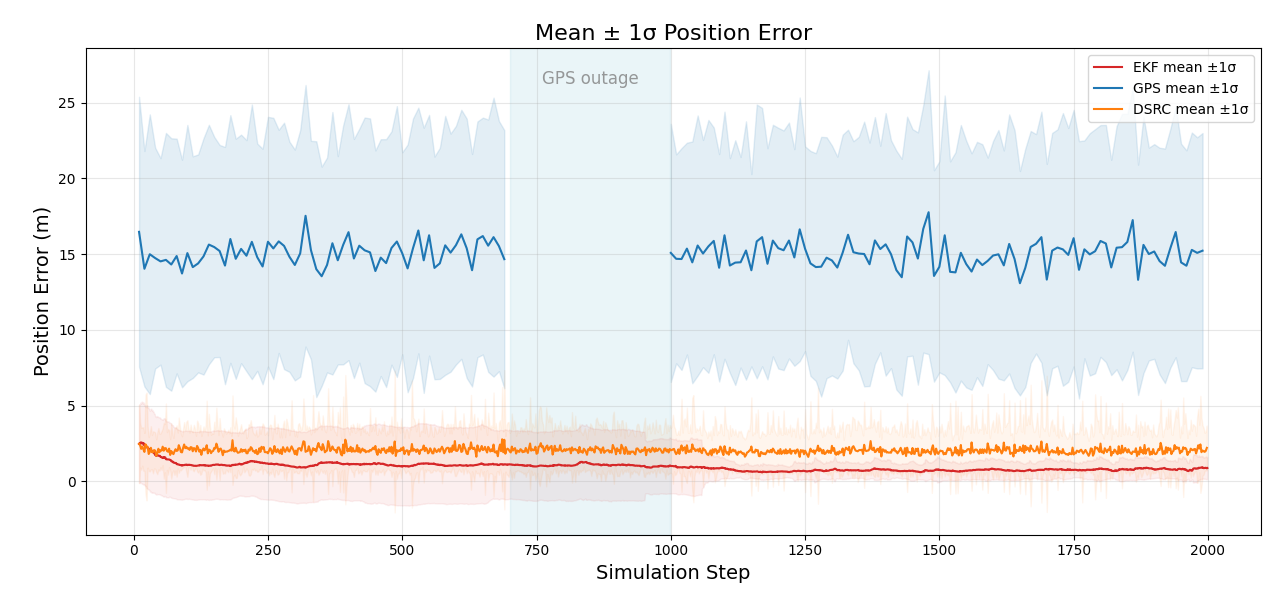 Mean ± 1σ Position Error
GPS outage
EKF mean ±1σ
GPS mean ±1σ
DSRC mean ±1σ
Position Error (m)
25
20
15
10
5
0
0 250 500 750 1000 1250 1500 1750 2000
Simulation Step